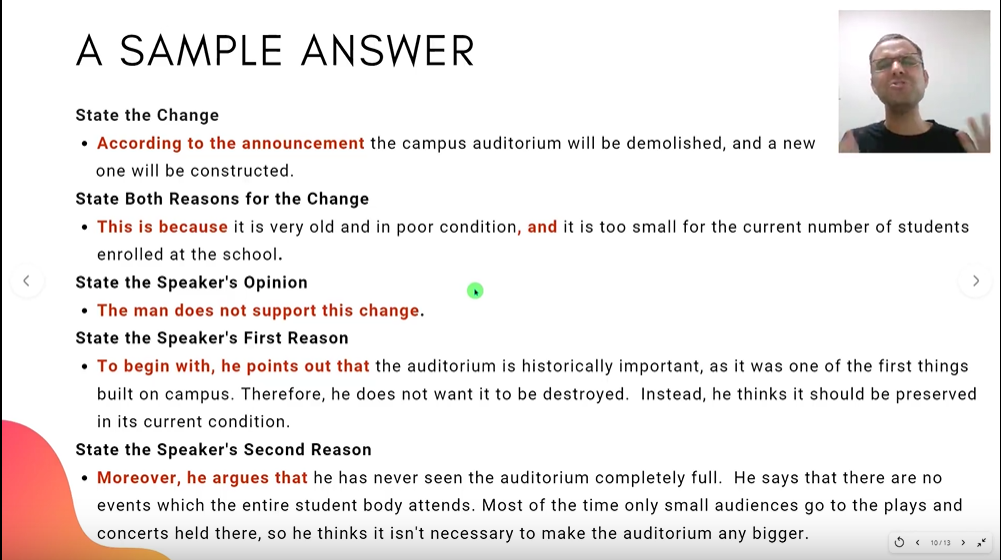 A SAMPLE ANSWER
State the Change
• According to the announcement the campus auditorium will be demolished, and a new
one will be constructed.
State Both Reasons for the Change
• This is because it is very old and in poor condition, and it is too small for the current number of students
enrolled at the school.
State the Speaker's Opinion
• The man does not support this change.
State the Speaker's First Reason
• To begin with, he points out that the auditorium is historically important, as it was one of the first things
built on campus. Therefore, he does not want it to be destroyed. Instead, he thinks it should be preserved
in its current condition.
State the Speaker's Second Reason
• Moreover, he argues that he has never seen the auditorium completely full. He says that there are no
events which the entire student body attends. Most of the time only small audiences go to the plays and
concerts held there, so he thinks it isn't necessary to make the auditorium any bigger.
10/13